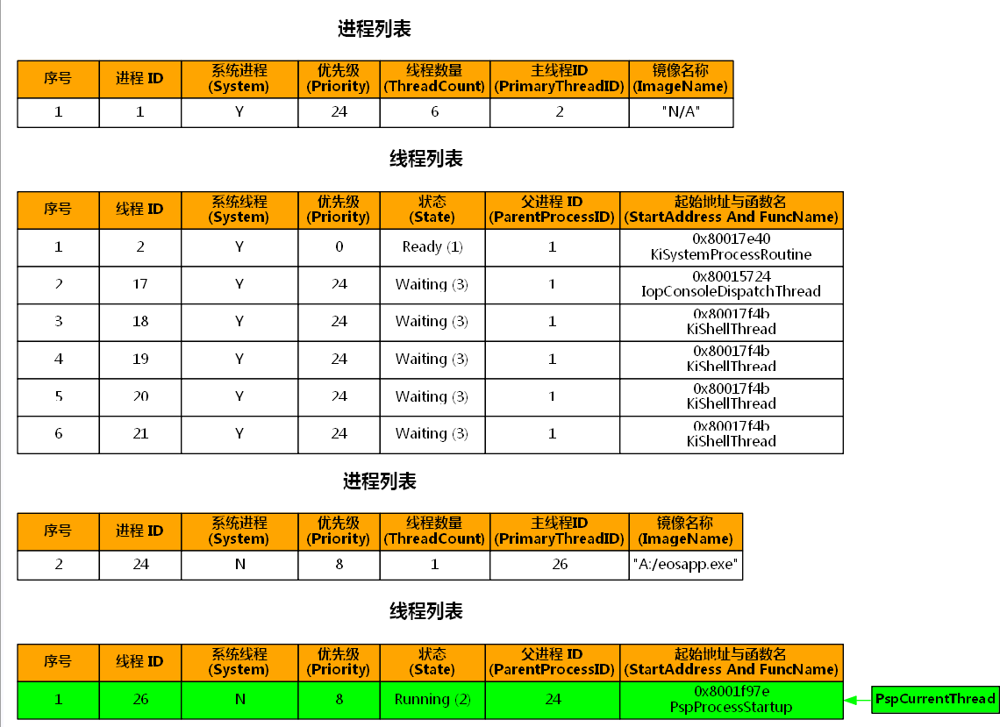 进程列表
序号 进程 ID 系统进程 (System) 优先级 (Priority) 线程数量 (ThreadCount) 主线程ID (PrimaryThreadID) 镜像名称 (ImageName)
1 1 Y 24 6 2 "N/A"
线程列表
序号 线程 ID 系统线程 (System) 优先级 (Priority) 状态 (State) 父进程 ID (ParentProcessID) 起始地址与函数名 (StartAddress And FuncName)
1 2 Y 0 Ready (1) 1 0x80017e40 KiSystemProcessRoutine
2 17 Y 24 Waiting (3) 1 0x80015724 IopConsoleDispatchThread
3 18 Y 24 Waiting (3) 1 0x80017f4b KiShellThread
4 19 Y 24 Waiting (3) 1 0x80017f4b KiShellThread
5 20 Y 24 Waiting (3) 1 0x80017f4b KiShellThread
6 21 Y 24 Waiting (3) 1 0x80017f4b KiShellThread
进程列表
序号 进程 ID 系统进程 (System) 优先级 (Priority) 线程数量 (ThreadCount) 主线程ID (PrimaryThreadID) 镜像名称 (ImageName)
2 24 N 8 1 26 "A:/eosapp.exe"
线程列表
序号 线程 ID 系统线程 (System) 优先级 (Priority) 状态 (State) 父进程 ID (ParentProcessID) 起始地址与函数名 (StartAddress And FuncName)
1 26 N 8 Running (2) 24 0x8001f97e PspProcessStartup PspCurrentThread